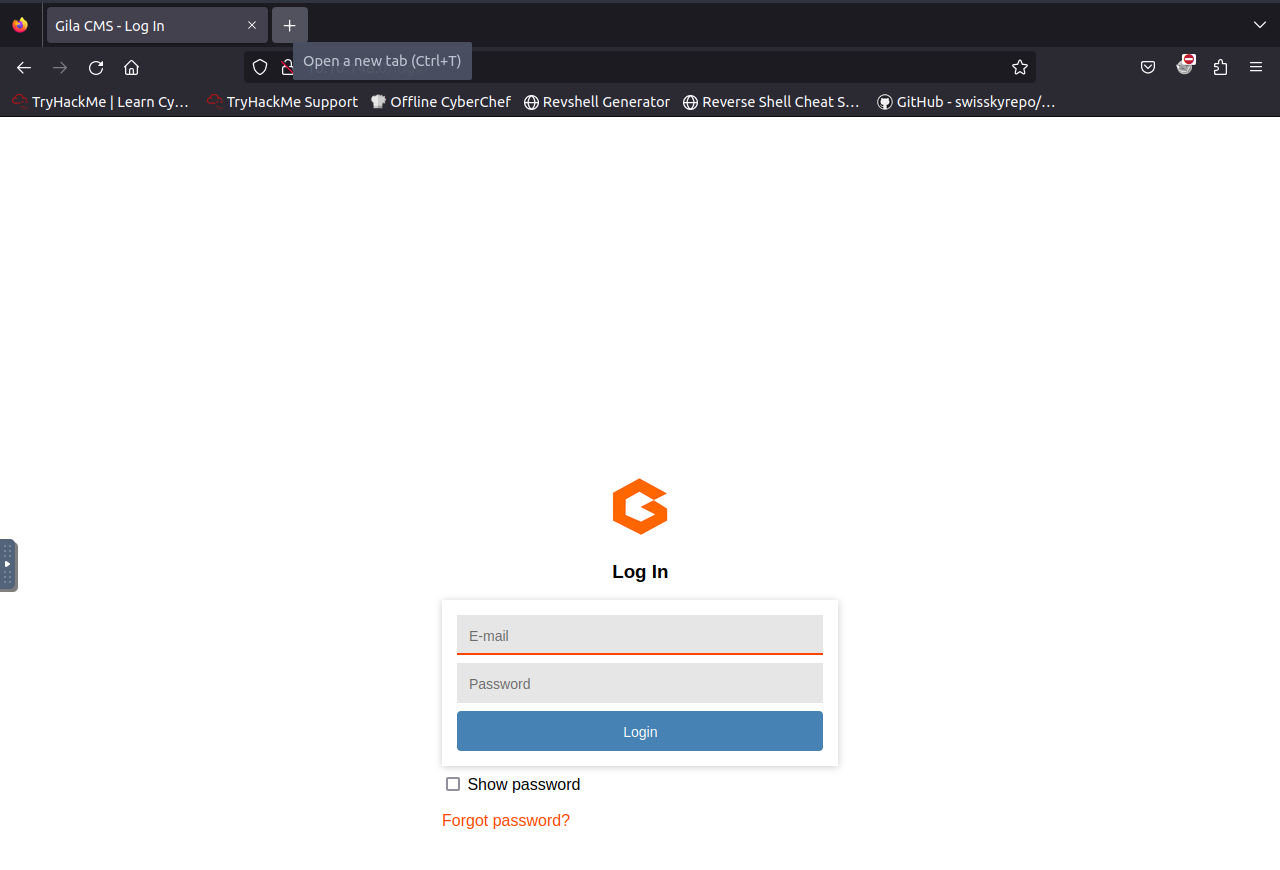 Gila CMS - Log In
Open a new tab (Ctrl+T)
TryHackMe | Learn Cy… TryHackMe Support Offline CyberChef Revshell Generator Reverse Shell Cheat S… GitHub - swisskyrepo/…
Log In
E-mail
Password
Login
Show password
Forgot password?